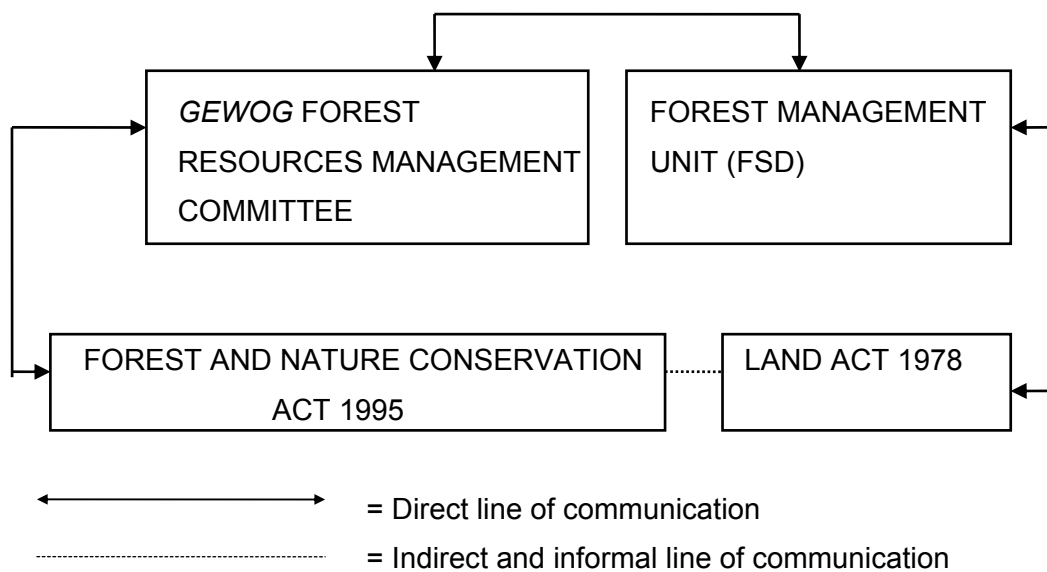 GEWOG FOREST
RESOURCES MANAGEMENT
COMMITTEE
FOREST MANAGEMENT
UNIT (FSD)
FOREST AND NATURE CONSERVATION
ACT 1995
LAND ACT 1978
= Direct line of communication
= Indirect and informal line of communication